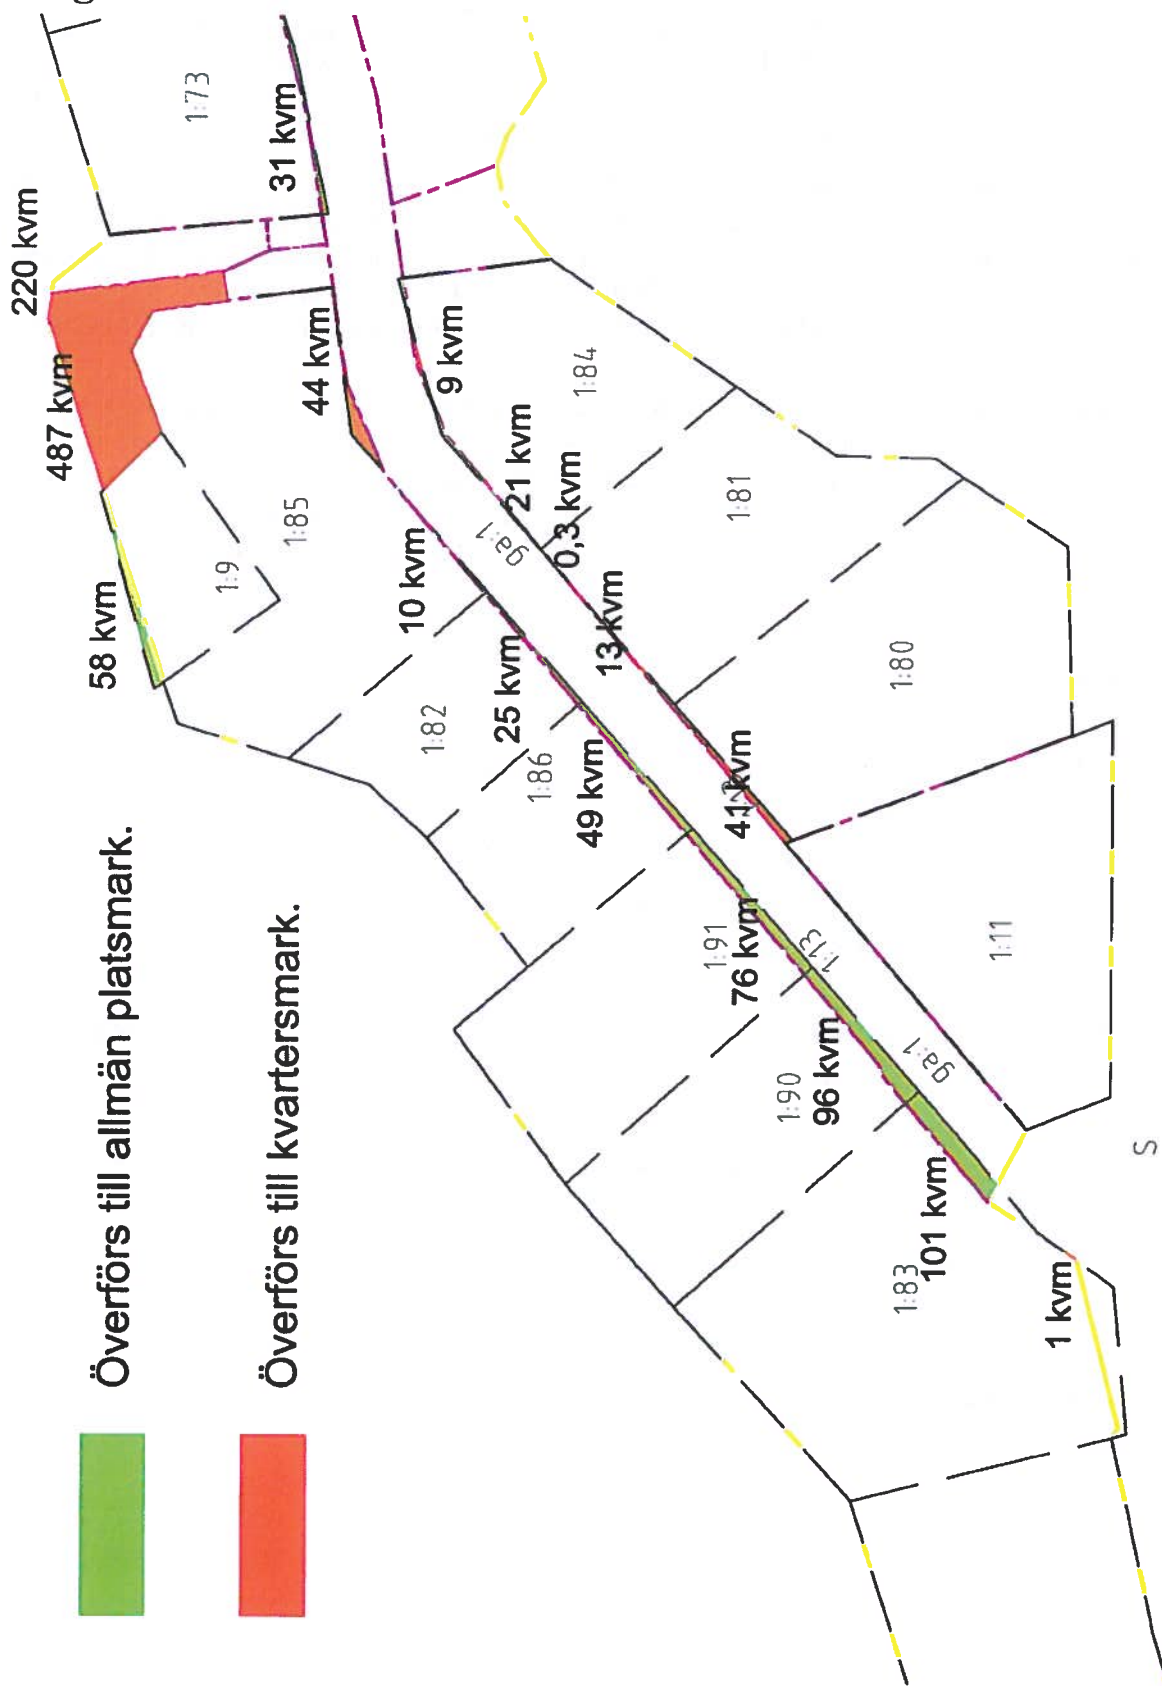 Överförs till allmän platsmark.
Överförs till kvartersmark.
220 kvm
487 kvm
58 kvm
1:73
31 kvm
44 kvm
9 kvm
1:84
1:85
1:9
21 kvm
ga:1
0,3 kvm
1:81
10 kvm
13 kvm
1:82
25 kvm
1:80
1:86
49 kvm
41 kvm
1:91
76 kvm
1:13
1:11
1:90
96 kvm
ga:1
1:83
101 kvm
1 kvm
S